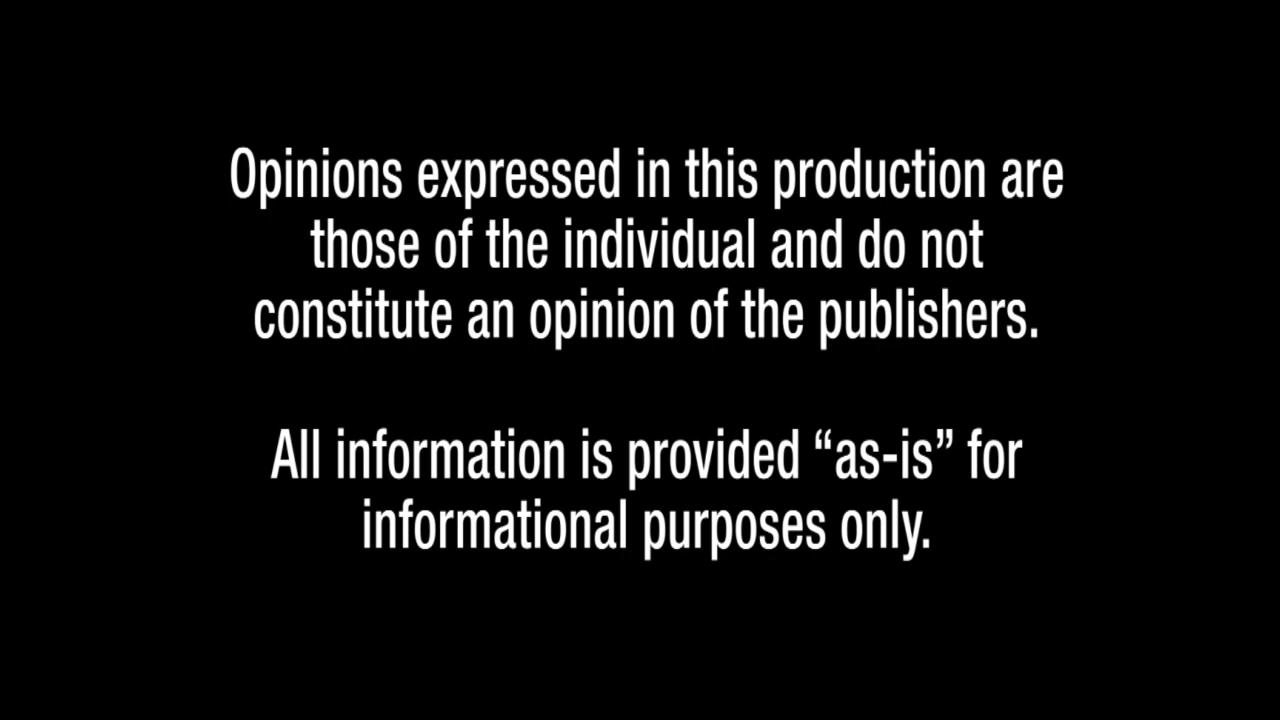 Opinions expressed in this production are
those of the individual and do not
constitute an opinion of the publishers.
All information is provided “as-is” for
informational purposes only.